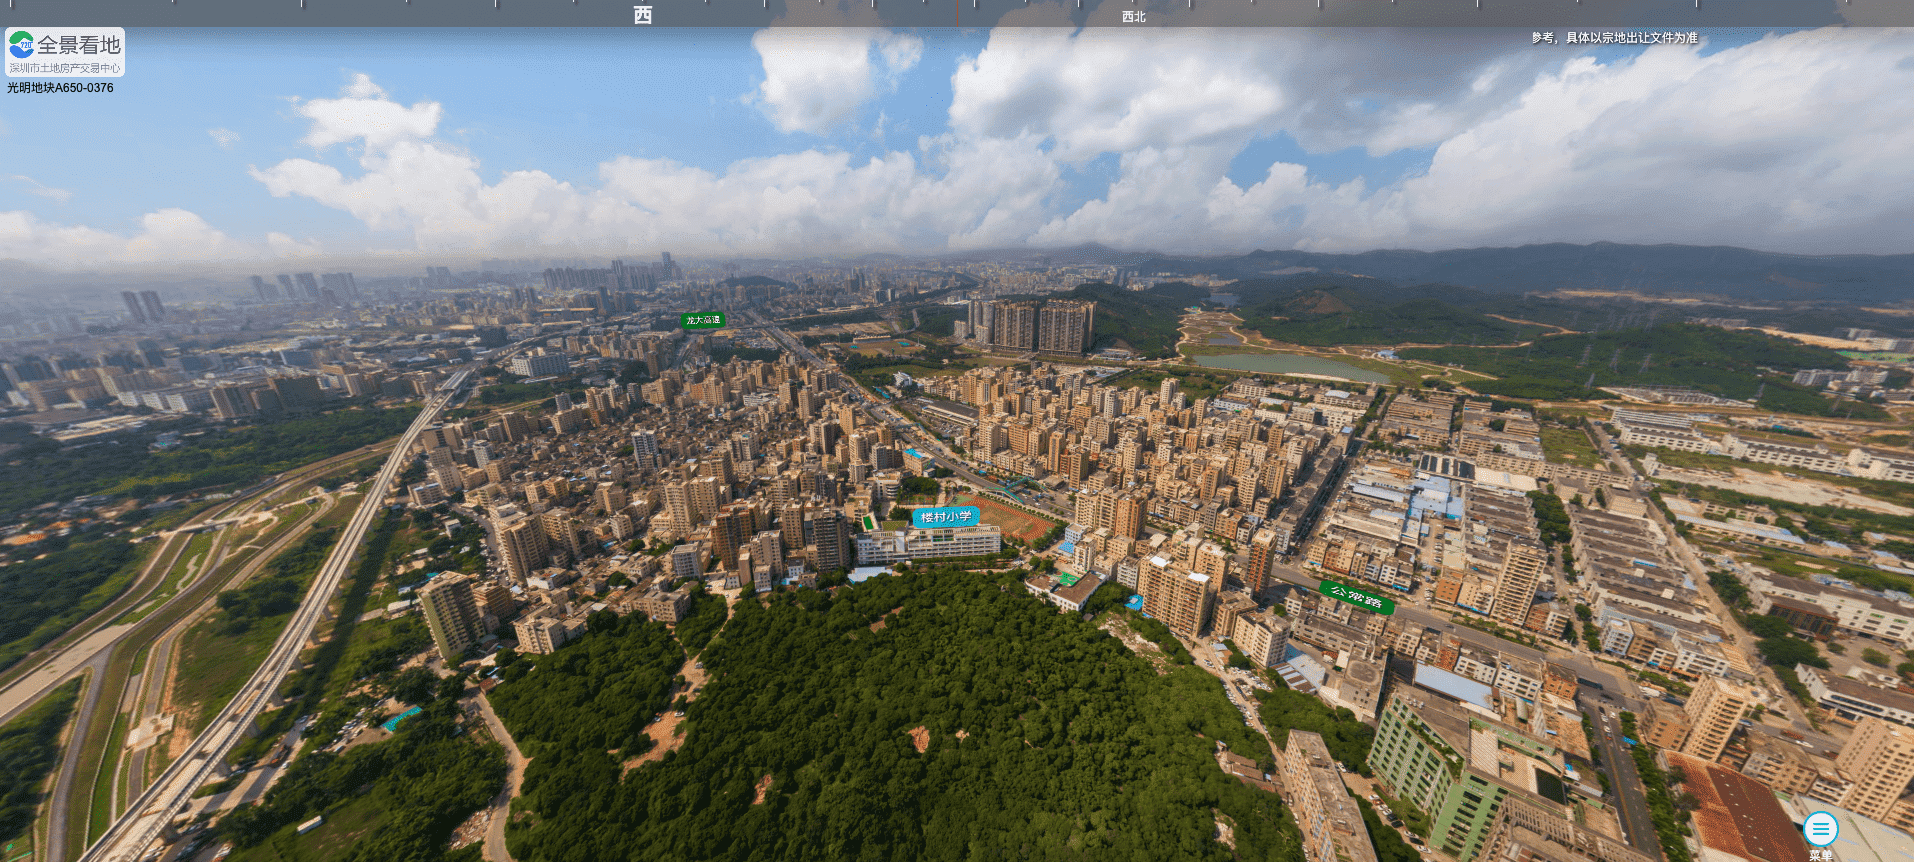 西
西北
全景看地
深圳市土地房产交易中心
光明地块A650-0376
参考，具体以宗地出让文件为准
龙大高速
楼村小学
公常路
菜单